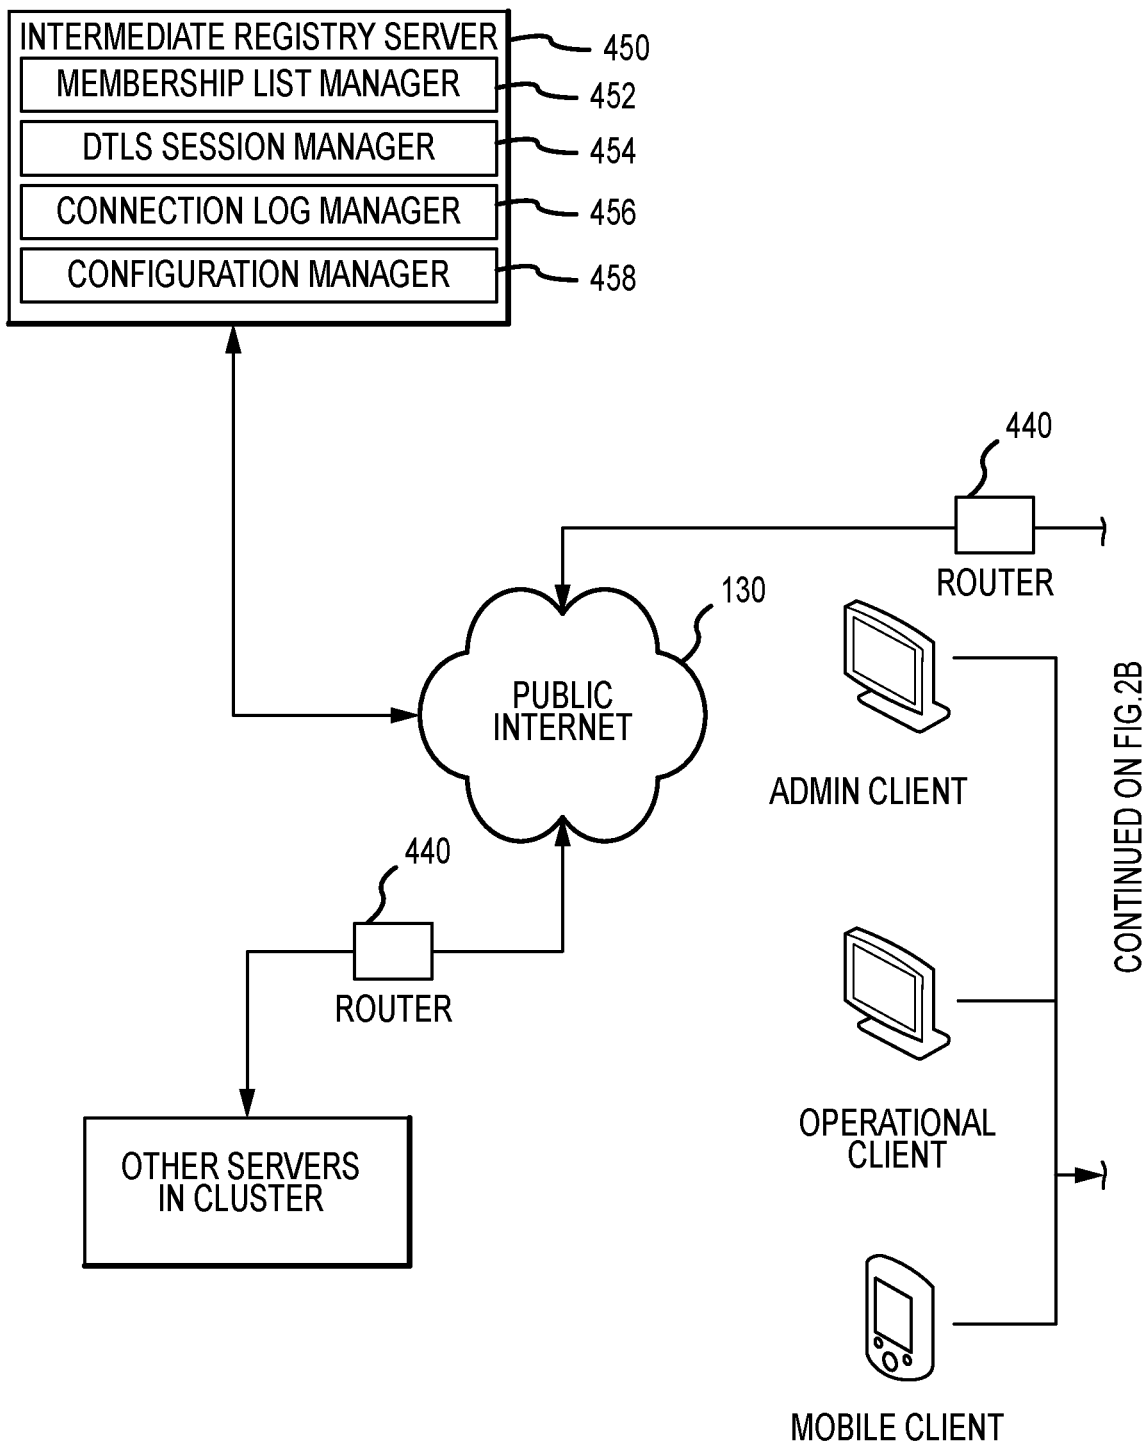 INTERMEDIATE REGISTRY SERVER
450
MEMBERSHIP LIST MANAGER
452
DTLS SESSION MANAGER
454
CONNECTION LOG MANAGER
456
CONFIGURATION MANAGER
458
440
ROUTER
130
PUBLIC
INTERNET
ADMIN CLIENT
CONTINUED ON FIG.2B
440
ROUTER
OPERATIONAL
CLIENT
OTHER SERVERS
IN CLUSTER
MOBILE CLIENT